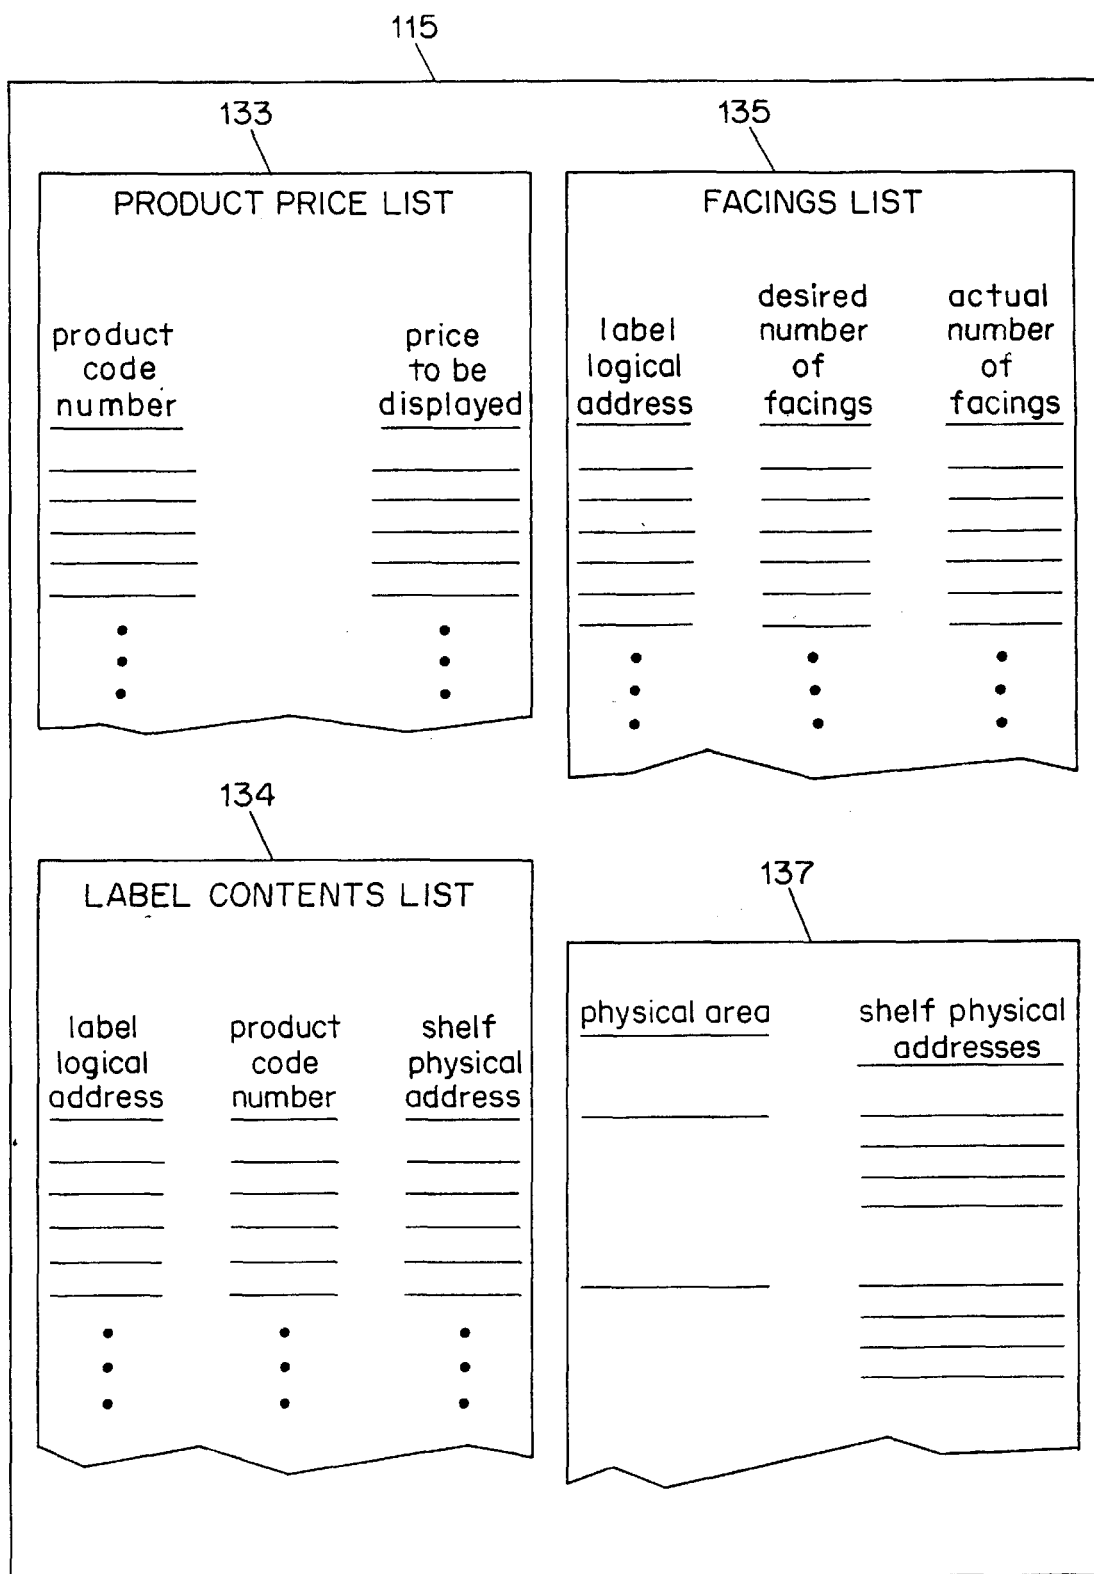 115
133
PRODUCT PRICE LIST
product
code
number
price
to be
displayed
135
FACINGS LIST
label
logical
address
desired
number
of
facings
actual
number
of
facings
134
LABEL CONTENTS LIST
label
logical
address
product
code
number
shelf
physical
address
137
physical area
shelf physical
addresses